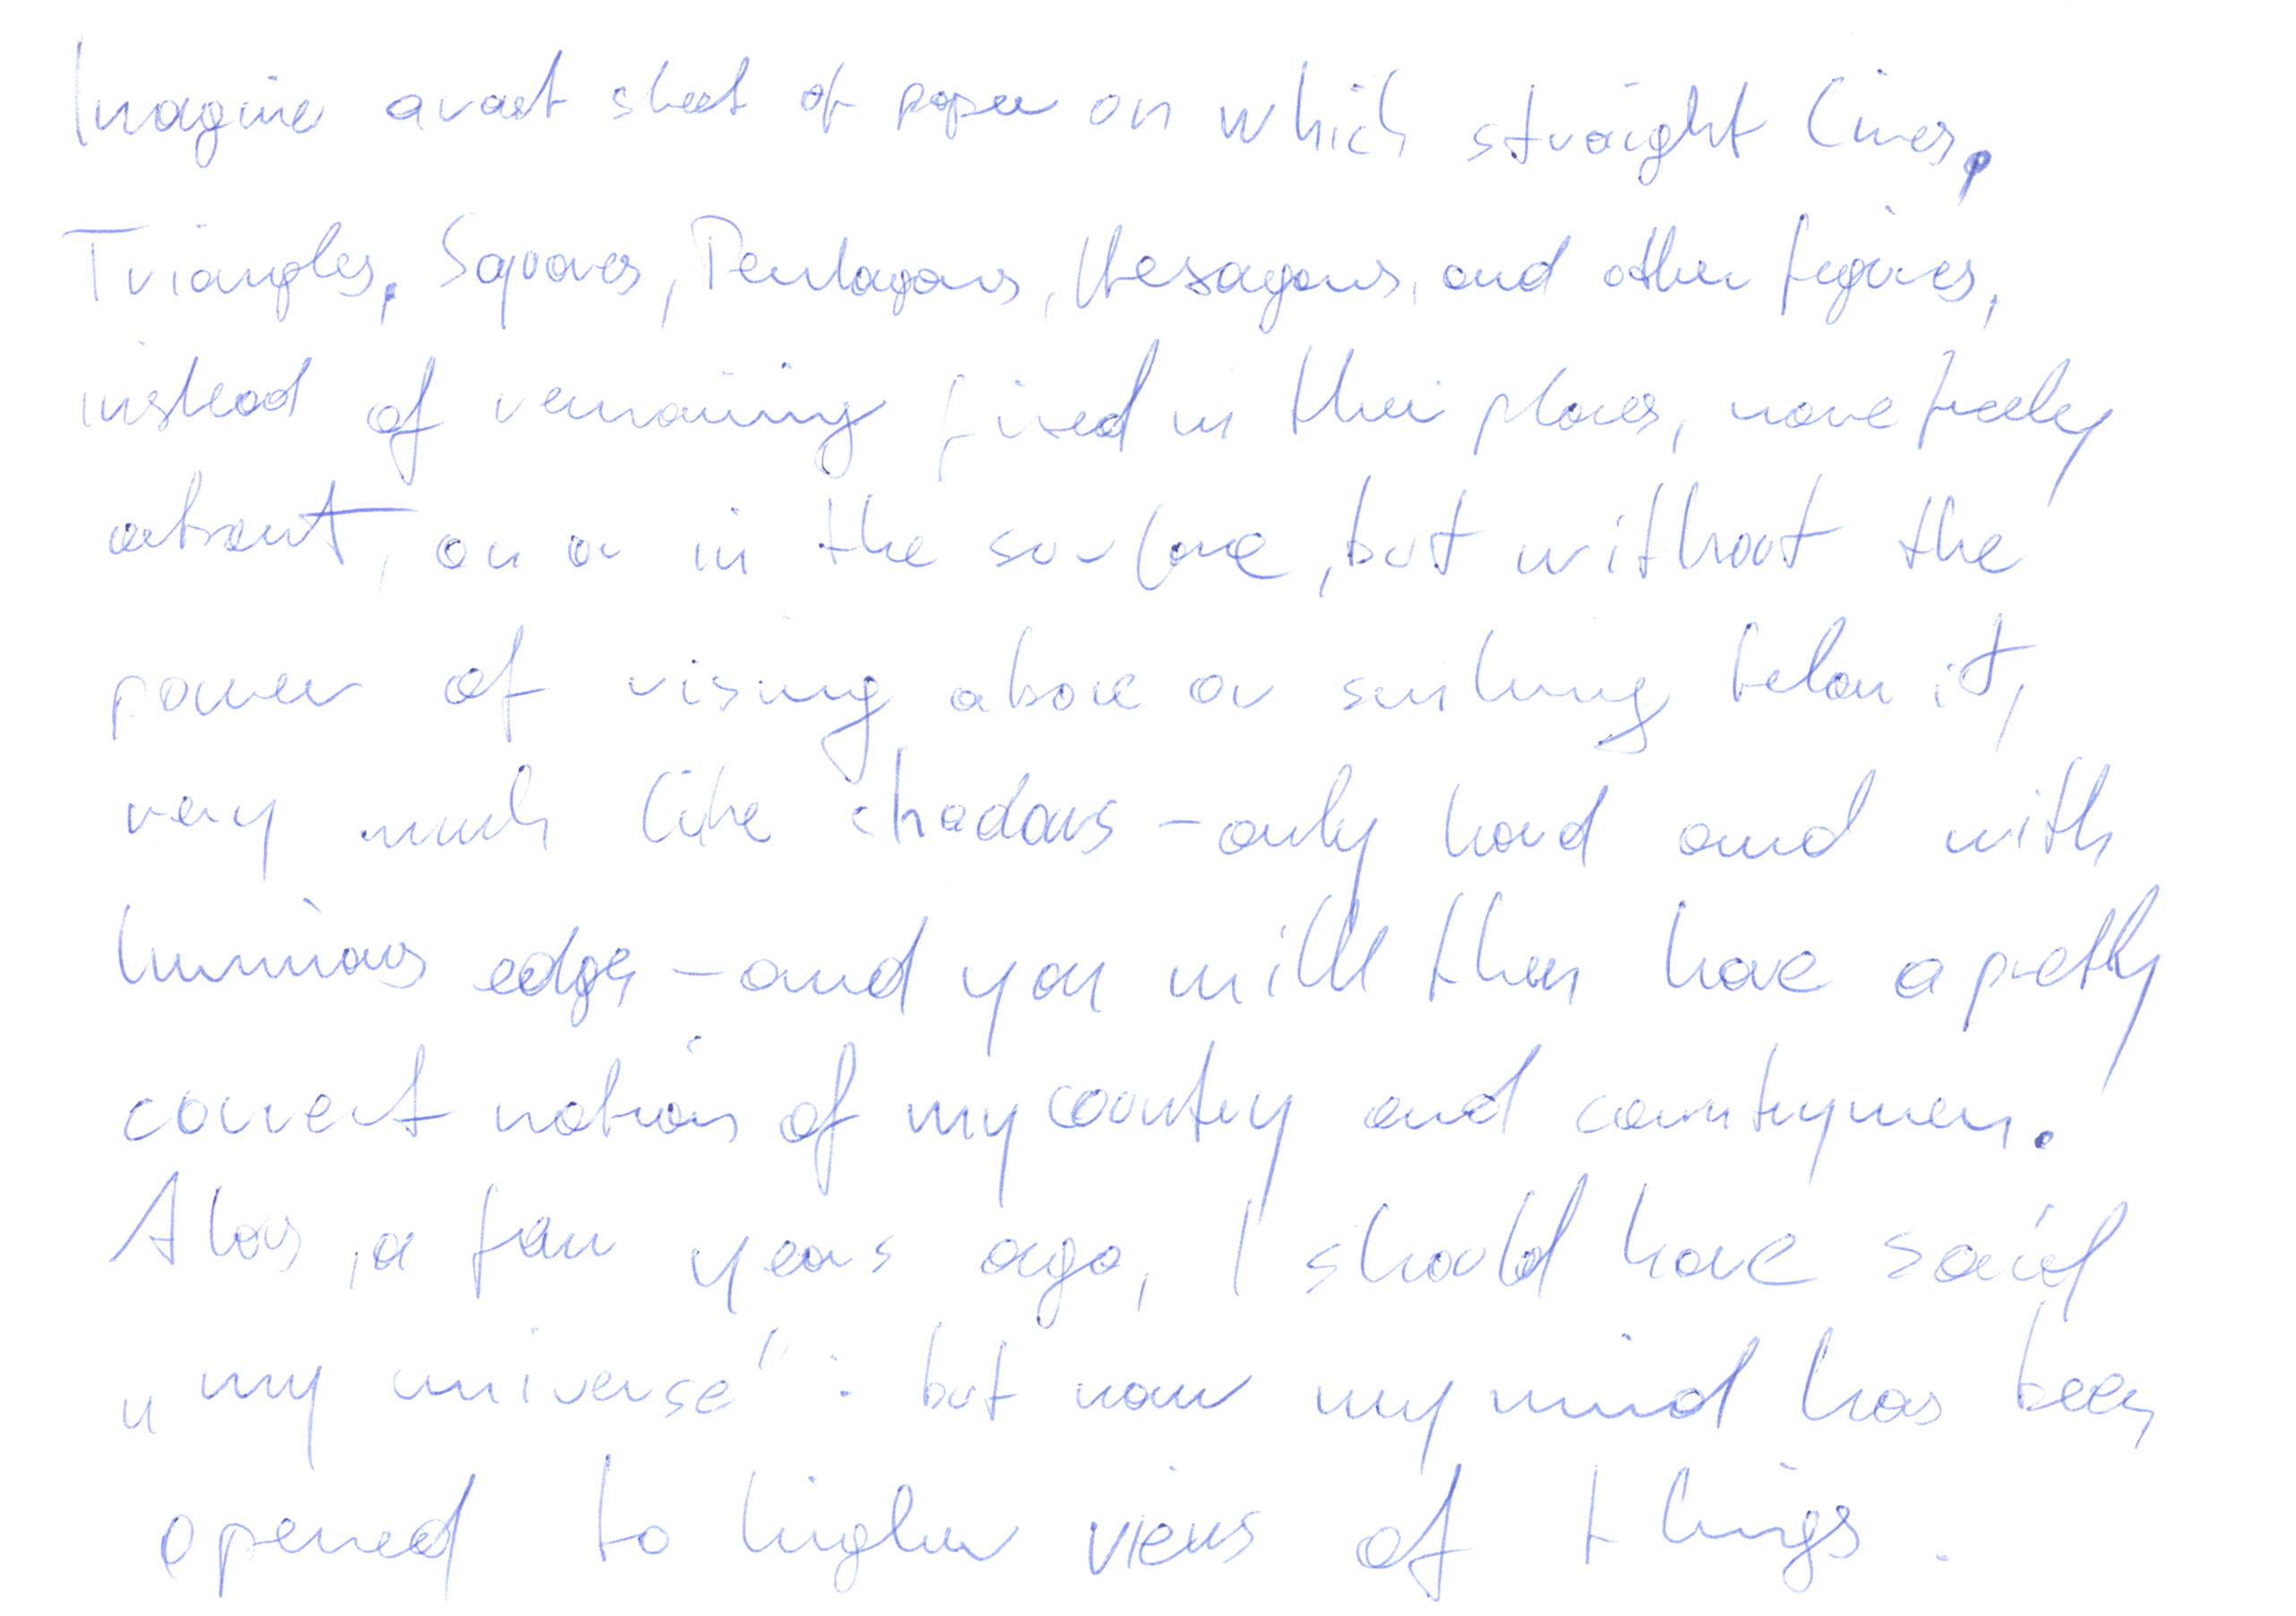 Imagine a vast sheet of paper on which straight Lines,
Triangles, Squares, Pentagons, Hexagons, and other figures,
instead of remaining fixed in their places, move freely
about, on or in the surface, but without the
power of rising above or sinking below it,
very much like shadows - only hard and with
luminous edges - and you will then have a pretty
correct notion of my country and countrymen.
Alas, a few years ago, I should have said
„my universe“: but now my mind has been
opened to higher views of things.